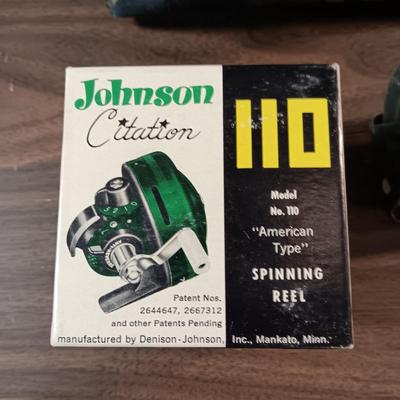 Johnson
Citation
110
Model
No. 110
"American
Type"
SPINNING
REEL
Patent Nos.
2644647, 2667312
and other Patents Pending
manufactured by Denison-Johnson, Inc., Mankato, Minn.